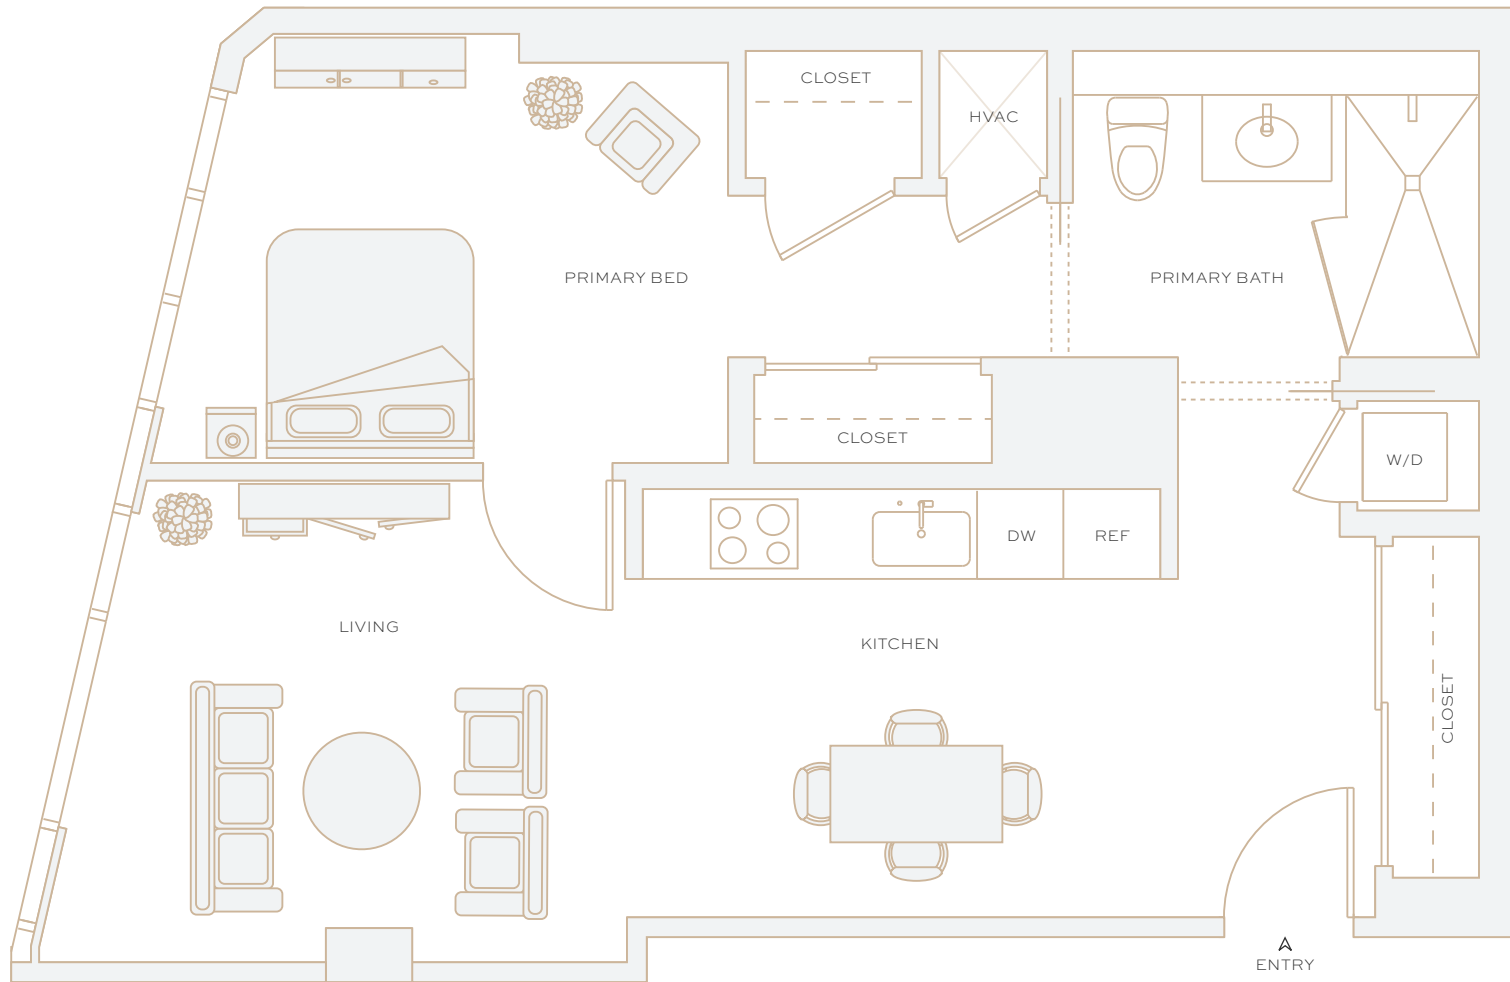 CLOSET
HVAC
PRIMARY BED
PRIMARY BATH
CLOSET
W/D
DW
REF
LIVING
KITCHEN
CLOSET
ENTRY